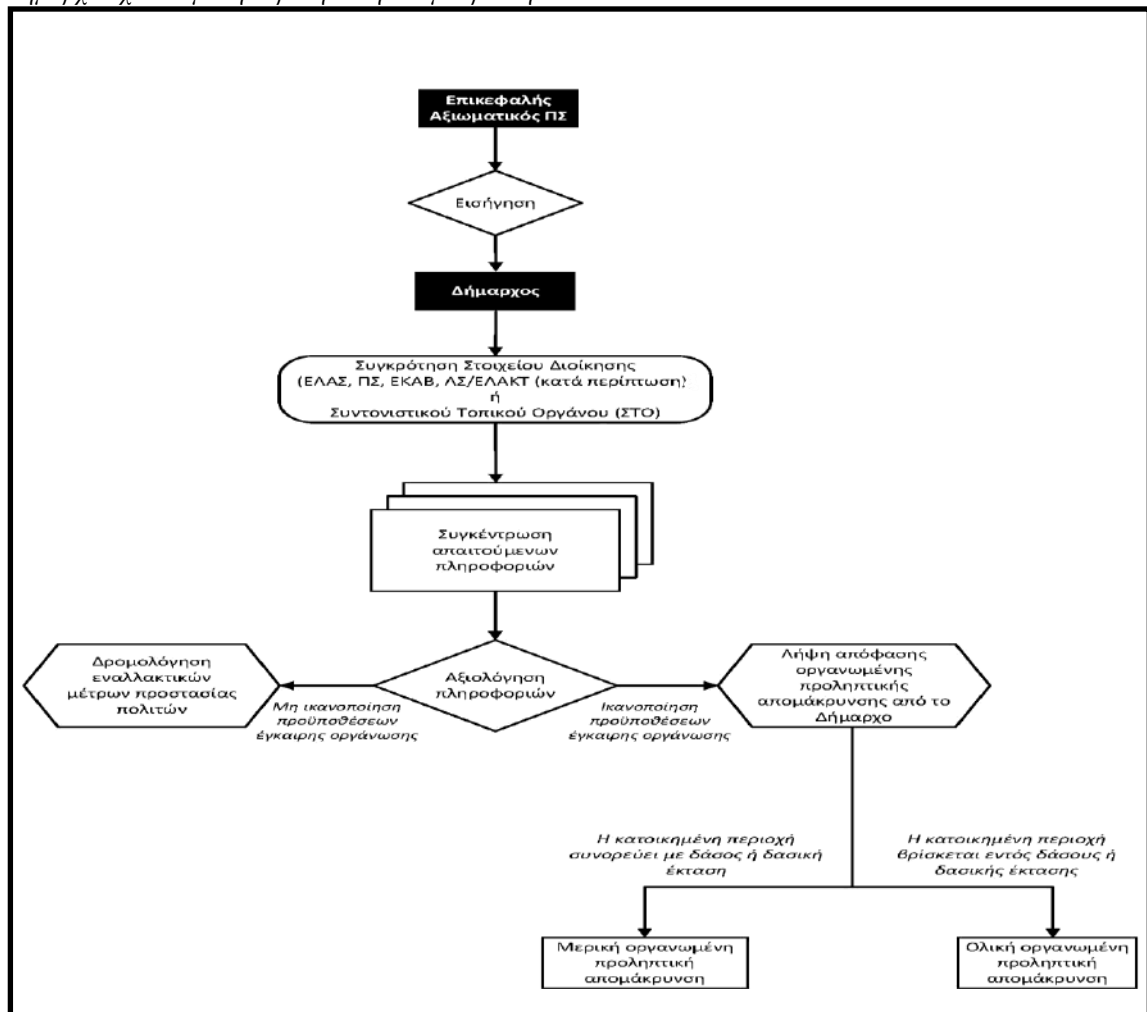 Επικεφαλής
Αξιωματικός ΠΣ
Εισήγηση
Δήμαρχος
Συγκρότηση Στοιχείου Διοίκησης
(ΕΛΑΣ, ΠΣ, ΕΚΑΒ, ΛΣ/ΕΛΑΚΤ (κατά περίπτωση)
ή
Συντονιστικού Τοπικού Οργάνου (ΣΤΟ)
Συγκέντρωση
απαιτούμενων
πληροφοριών
Αξιολόγηση
πληροφοριών
Δρομολόγηση
εναλλακτικών
μέτρων προστασίας
πολιτών
Μη ικανοποίηση
προϋποθέσεων
έγκαιρης οργάνωσης
Ικανοποίηση
προϋποθέσεων
έγκαιρης οργάνωσης
Λήψη απόφασης
οργανωμένης
προληπτικής
απομάκρυνσης από το
Δήμαρχο
Η κατοικημένη περιοχή
συνορεύει με δάσος ή δασική
έκταση
Η κατοικημένη περιοχή
βρίσκεται εντός δάσους ή
δασικής έκτασης
Μερική οργανωμένη
προληπτική
απομάκρυνση
Ολική οργανωμένη
προληπτική
απομάκρυνση